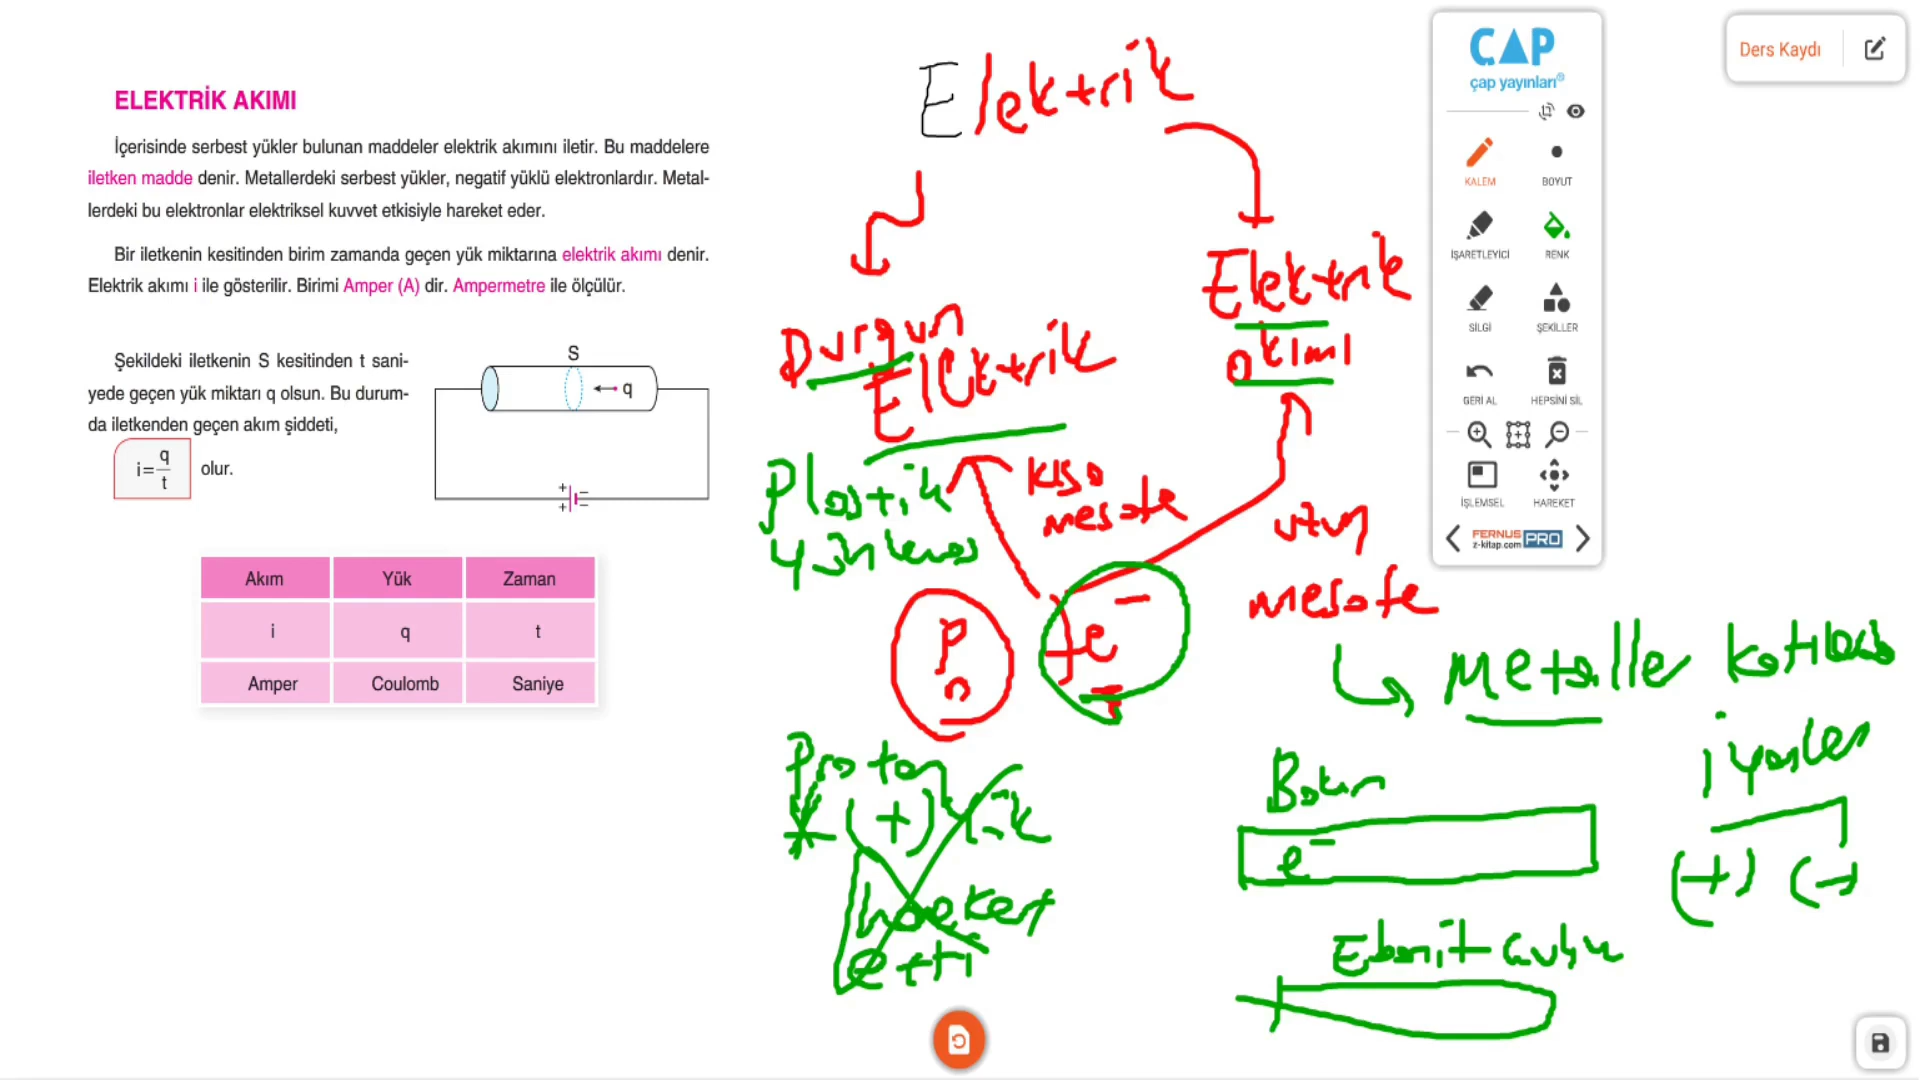 ELEKTRİK AKIMI
İçerisinde serbest yükler bulunan maddeler elektrik akımını iletir. Bu maddelere
iletken madde denir. Metallerdeki serbest yükler, negatif yüklü elektronlardır. Metal-
lerdeki bu elektronlar elektriksel kuvvet etkisiyle hareket eder.
Bir iletkenin kesitinden birim zamanda geçen yük miktarına elektrik akımı denir.
Elektrik akımı i ile gösterilir. Birimi Amper (A) dir. Ampermetre ile ölçülür.
Şekildeki iletkenin S kesitinden t sani-
yede geçen yük miktarı q olsun. Bu durum-
da iletkenden geçen akım şiddeti,
i=q/t olur.
S
q
+ −
+ −
Akım Yük Zaman
i q t
Amper Coulomb Saniye
Elektrik
Durgun
Elektrik
Elektrik
akımı
Plastik
kısa
mesafe
uzun
mesafe
P
n
e⁻
Proton
* (+) yük
hareket
etti
Metaller
iyonlar
(+) (-)
Bakır
e⁻
Ebonit çubuk
ÇAP
çap yayınları®
KALEM BOYUT
İŞARETLEYİCİ RENK
SİLGİ ŞEKİLLER
GERİ AL HEPSİNİ SİL
İŞLEMSEL HAREKET
FERNUS
z-kitap.com PRO
Ders Kaydı